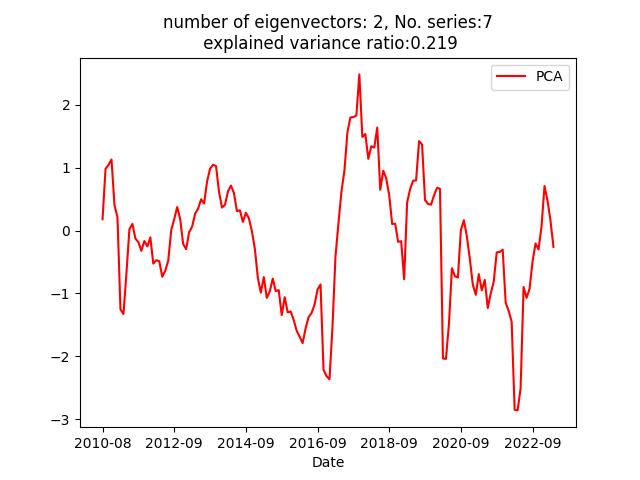 number of eigenvectors: 2, No. series:7
explained variance ratio:0.219
PCA
2
1
0
−1
−2
−3
2010-08 2012-09 2014-09 2016-09 2018-09 2020-09 2022-09
Date